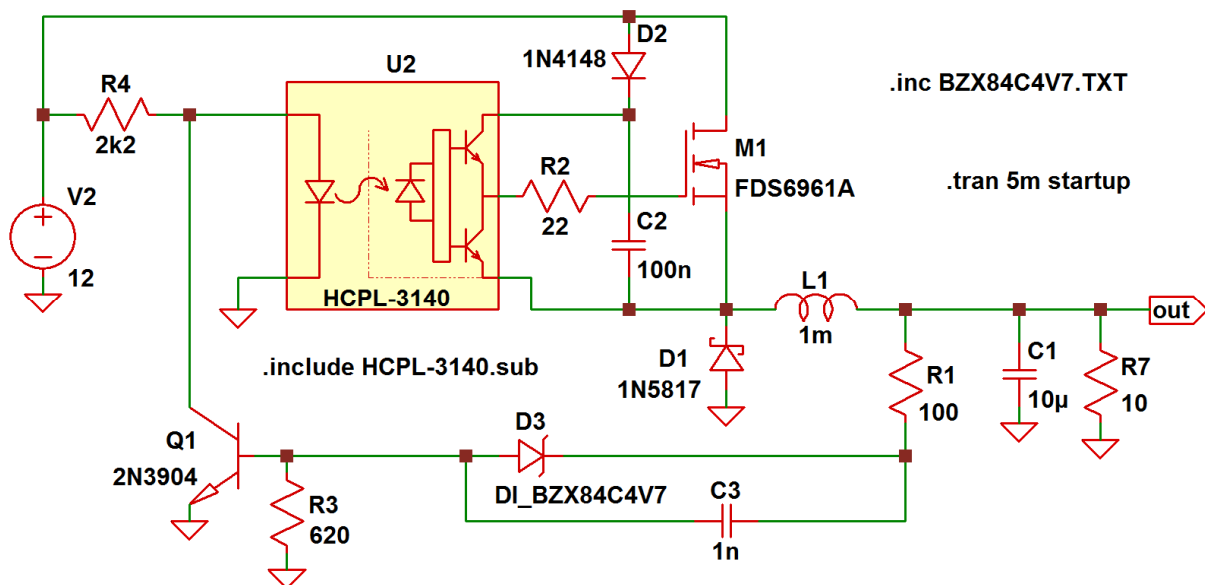 D2
1N4148
U2
.inc BZX84C4V7.TXT
R4
2k2
M1
FDS6961A
R2
22
.tran 5m startup
V2
12
C2
100n
HCPL-3140
L1
1m
out
.include HCPL-3140.sub
D1
1N5817
R1
100
C1
10µ
R7
10
Q1
2N3904
D3
DI_BZX84C4V7
R3
620
C3
1n